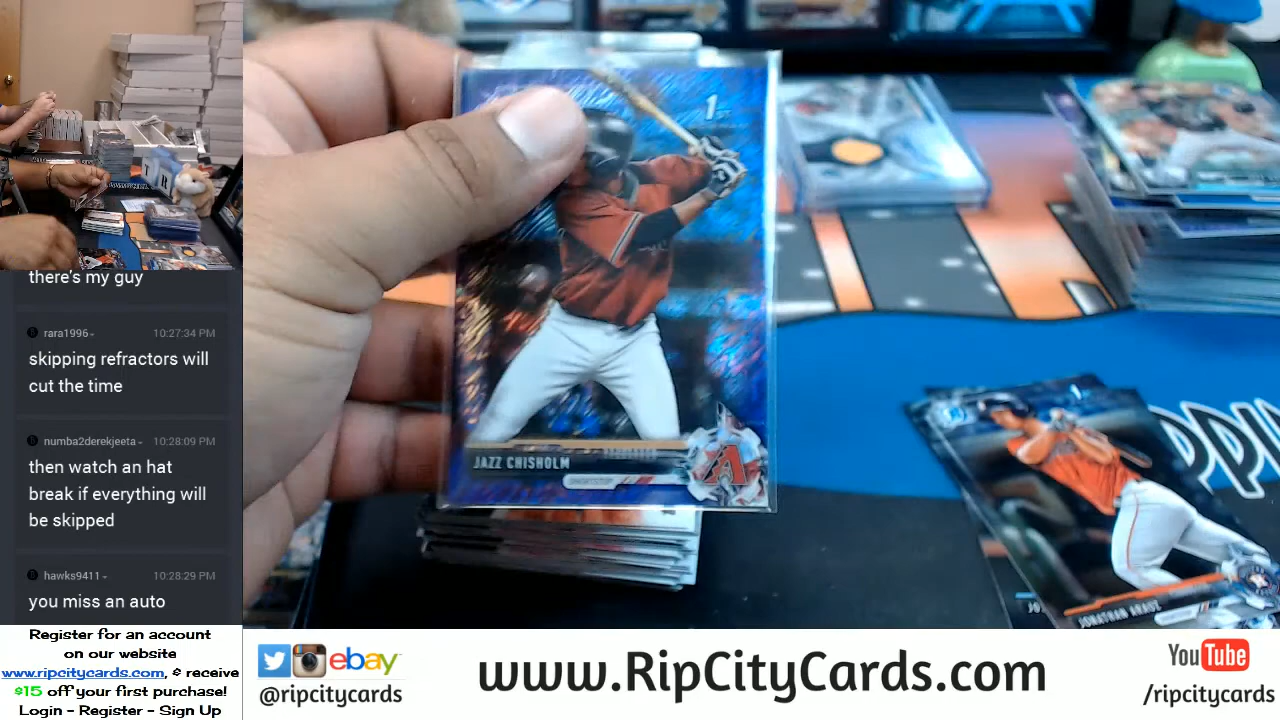 there's my guy
rara1996
10:27:34 PM
skipping refractors will
cut the time
numba2derekjeeta
10:28:09 PM
then watch an hat
break if everything will
be skipped
hawks9411
10:28:29 PM
you miss an auto
Register for an account
on our website
www.ripcitycards.com, & receive
$15 off your first purchase!
Login - Register - Sign Up
1ST
JAZZ CHISHOLM
SHORTSTOP
A
JONATHAN ARAUZ
PPIN
ebay
@ripcitycards
www.RipCityCards.com
YouTube
/ripcitycards